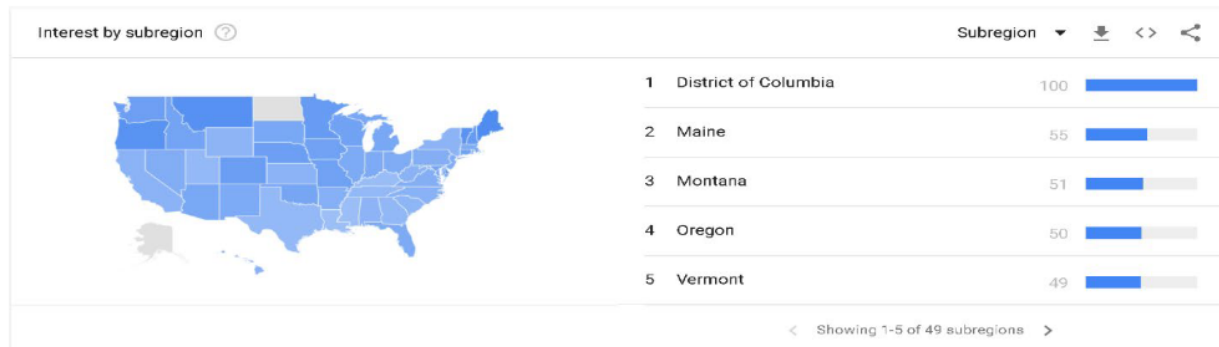 Interest by subregion
Subregion
1 District of Columbia 100
2 Maine 55
3 Montana 51
4 Oregon 50
5 Vermont 49
Showing 1-5 of 49 subregions